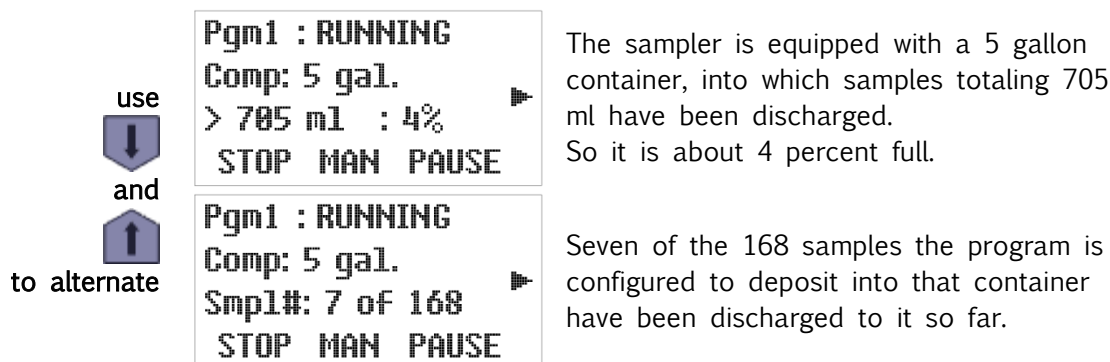 use
and
to alternate
Pgm1 : RUNNING
Comp: 5 gal.
> 705 ml : 4%
STOP MAN PAUSE
The sampler is equipped with a 5 gallon
container, into which samples totaling 705
ml have been discharged.
So it is about 4 percent full.
Pgm1 : RUNNING
Comp: 5 gal.
Smpl#: 7 of 168
STOP MAN PAUSE
Seven of the 168 samples the program is
configured to deposit into that container
have been discharged to it so far.